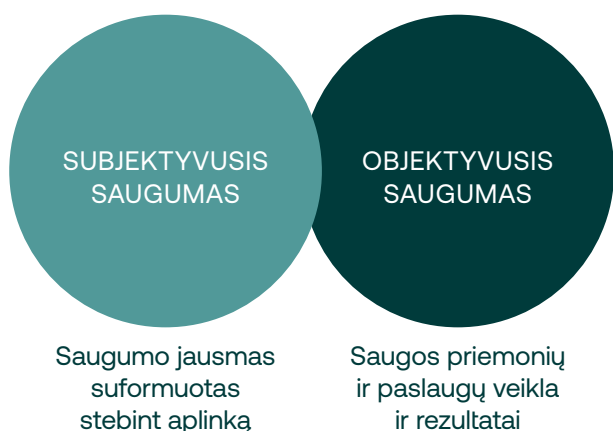 SUBJEKTYVUSIS
SAUGUMAS
OBJEKTYVUSIS
SAUGUMAS
Saugumo jausmas
suformuotas
stebint aplinką
Saugos priemonių
ir paslaugų veikla
ir rezultatai